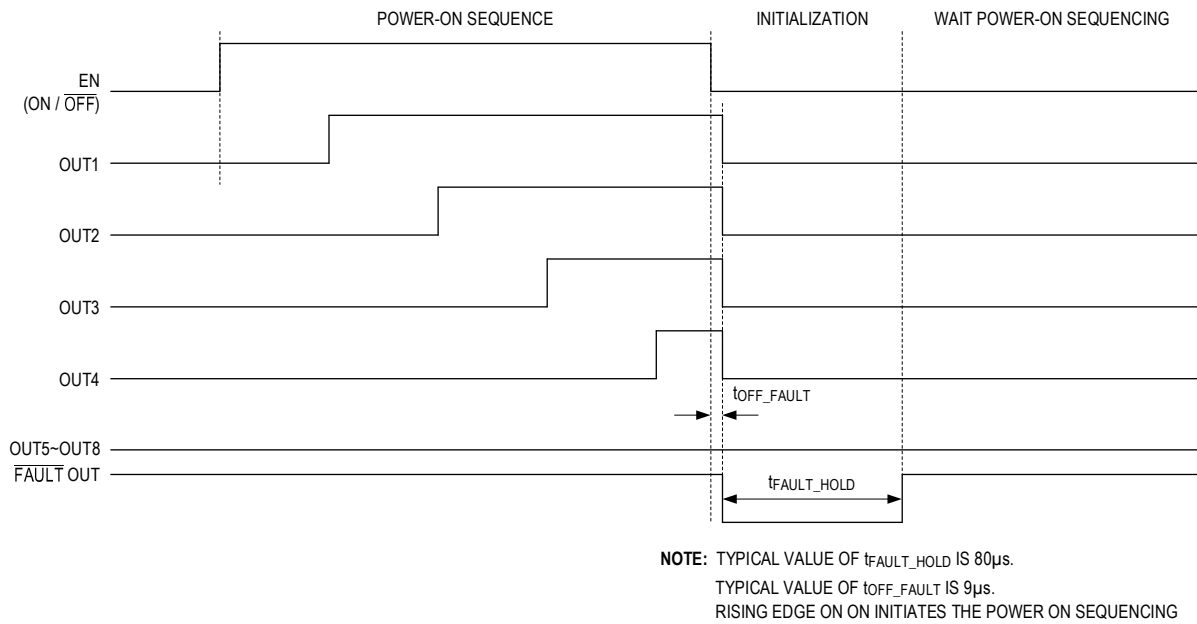 POWER-ON SEQUENCE
INITIALIZATION
WAIT POWER-ON SEQUENCING
EN
(ON / OFF)
OUT1
OUT2
OUT3
OUT4
tOFF_FAULT
OUT5~OUT8
FAULT OUT
tFAULT_HOLD
NOTE: TYPICAL VALUE OF tFAULT_HOLD IS 80µs.
TYPICAL VALUE OF tOFF_FAULT IS 9µs.
RISING EDGE ON ON INITIATES THE POWER ON SEQUENCING